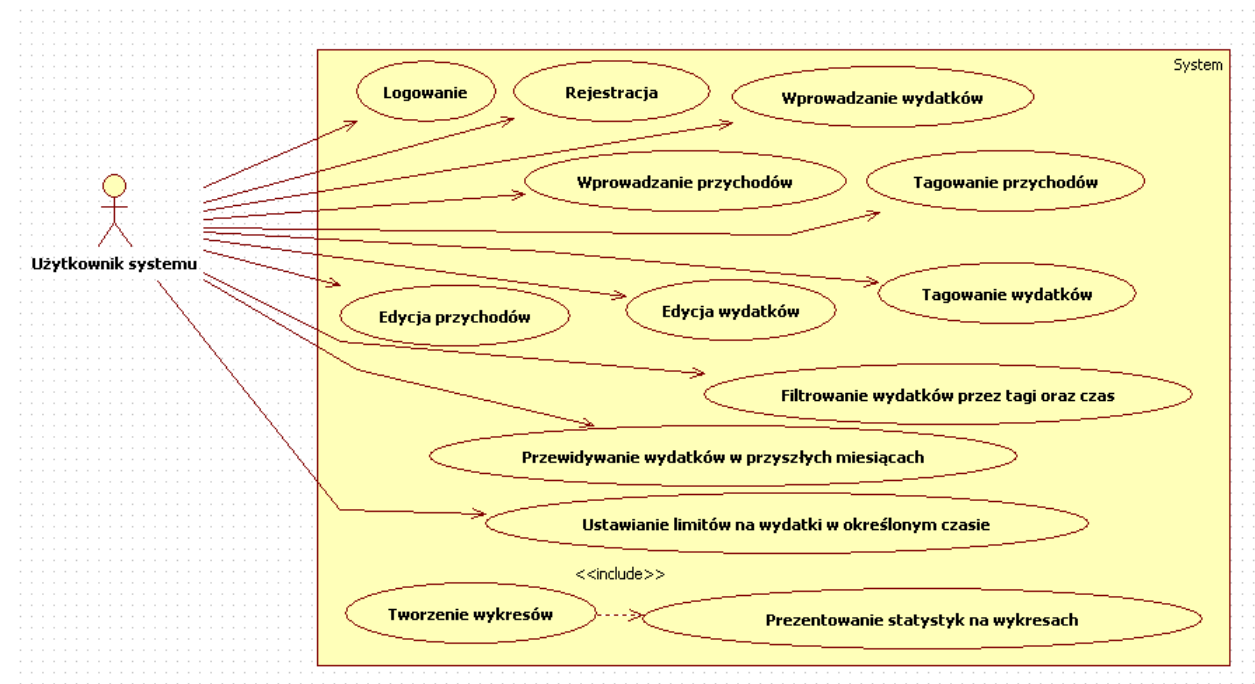 System
Logowanie
Rejestracja
Wprowadzanie wydatków
Wprowadzanie przychodów
Tagowanie przychodów
Użytkownik systemu
Edycja przychodów
Edycja wydatków
Tagowanie wydatków
Filtrowanie wydatków przez tagi oraz czas
Przewidywanie wydatków w przyszłych miesiącach
Ustawianie limitów na wydatki w określonym czasie
<<include>>
Tworzenie wykresów
Prezentowanie statystyk na wykresach